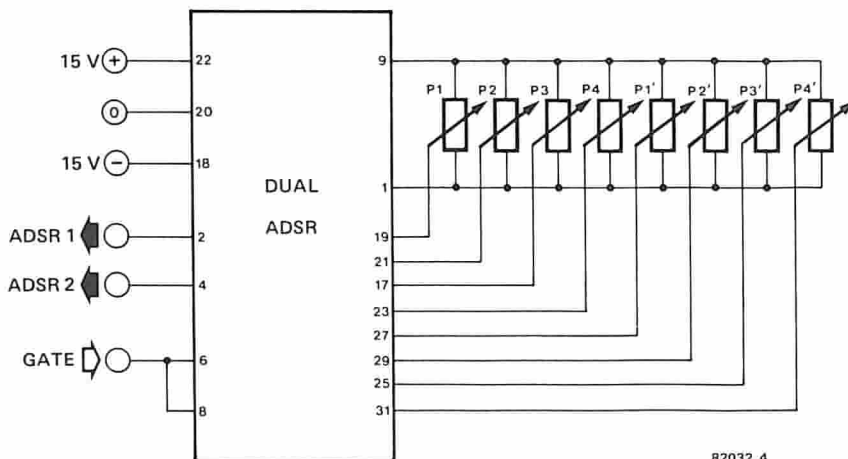 15 V +
22
0
20
15 V −
18
ADSR 1
2
ADSR 2
4
GATE
6
8
DUAL
ADSR
9
P1 P2 P3 P4 P1' P2' P3' P4'
1
19
21
17
23
27
29
25
31
82032 4